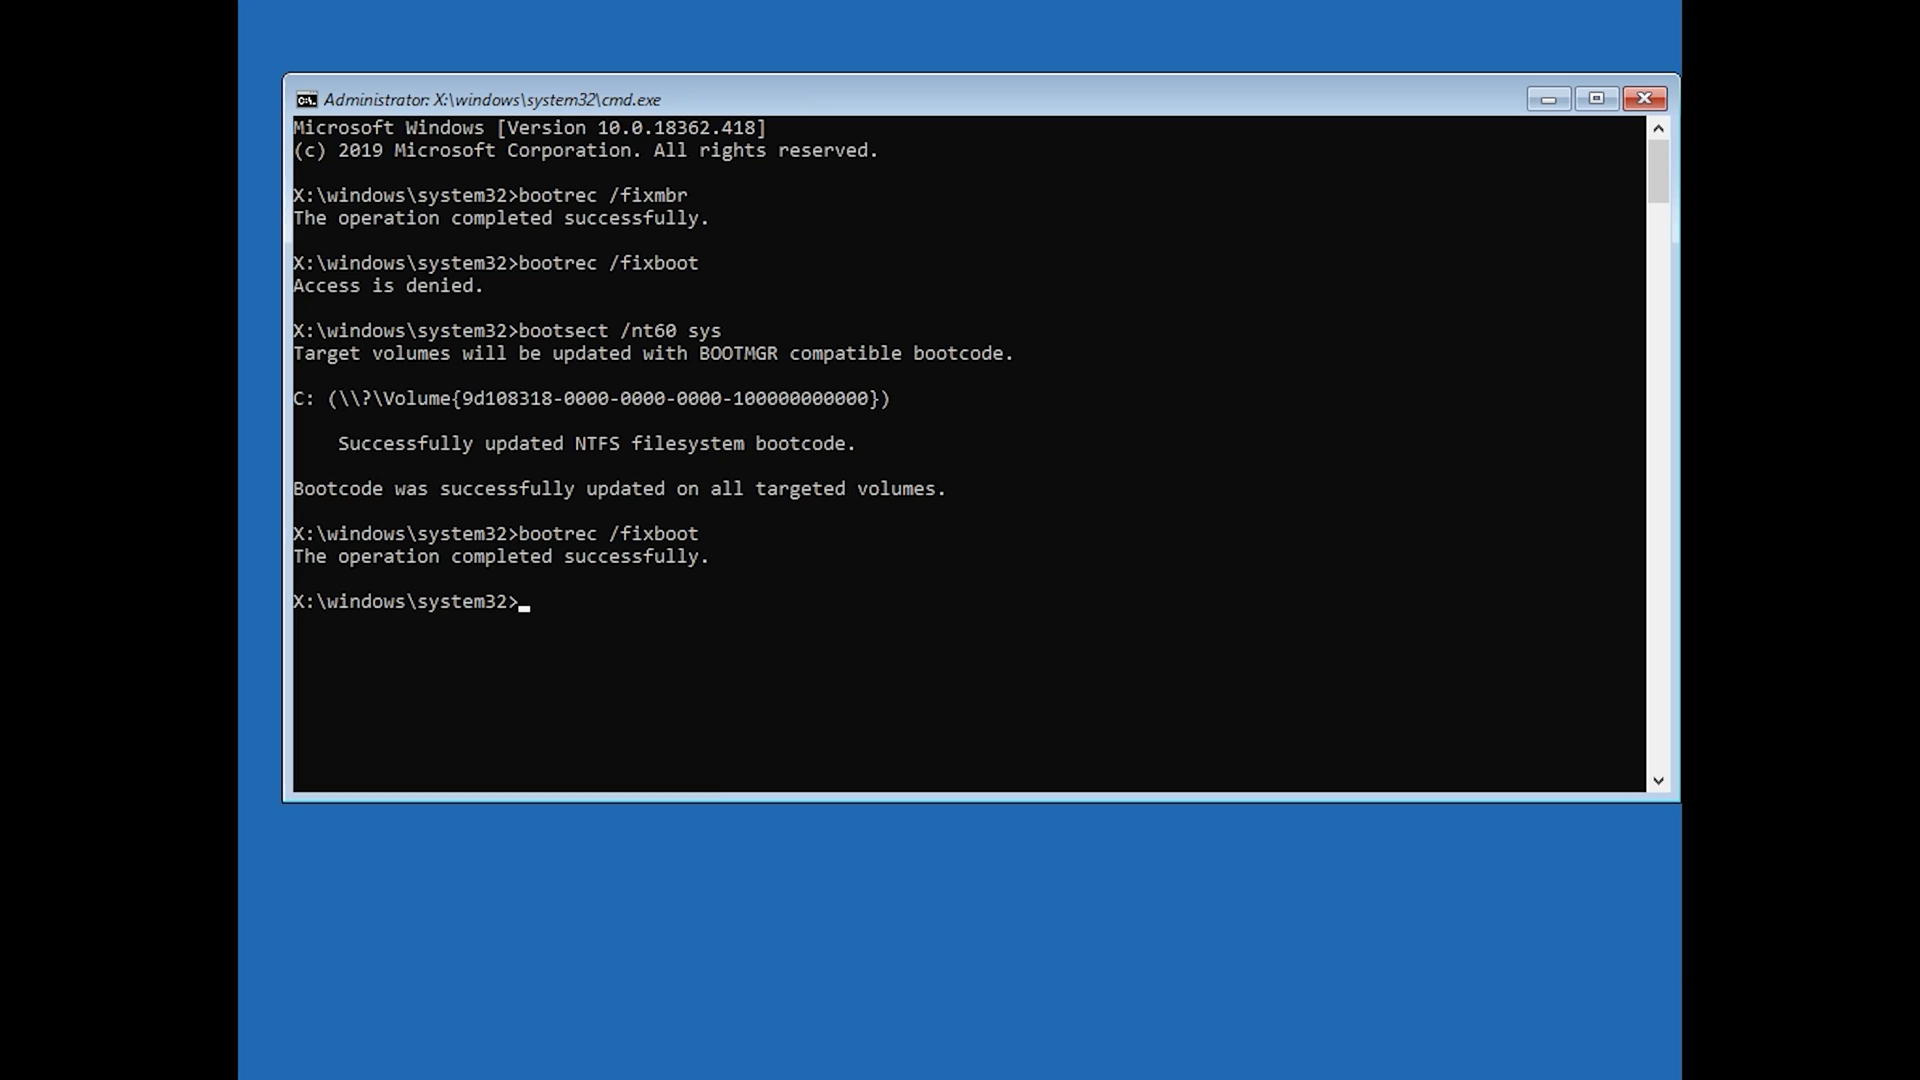 Administrator: X:\windows\system32\cmd.exe
Microsoft Windows [Version 10.0.18362.418]
(c) 2019 Microsoft Corporation. All rights reserved.
X:\windows\system32>bootrec /fixmbr
The operation completed successfully.
X:\windows\system32>bootrec /fixboot
Access is denied.
X:\windows\system32>bootsect /nt60 sys
Target volumes will be updated with BOOTMGR compatible bootcode.
C: (\\?\Volume{9d108318-0000-0000-0000-100000000000})
Successfully updated NTFS filesystem bootcode.
Bootcode was successfully updated on all targeted volumes.
X:\windows\system32>bootrec /fixboot
The operation completed successfully.
X:\windows\system32>